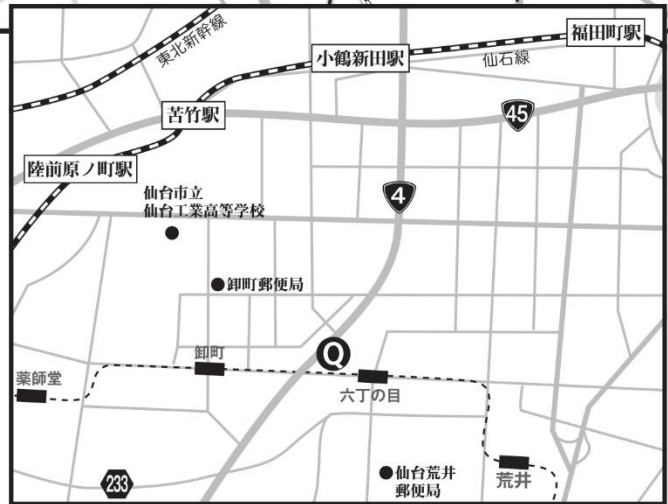 東北新幹線
福田町駅
小鶴新田駅
仙石線
苦竹駅
45
陸前原ノ町駅
仙台市立
仙台工業高等学校
4
卸町郵便局
卸町
Q
薬師堂
六丁の目
233
仙台荒井
郵便局
荒井